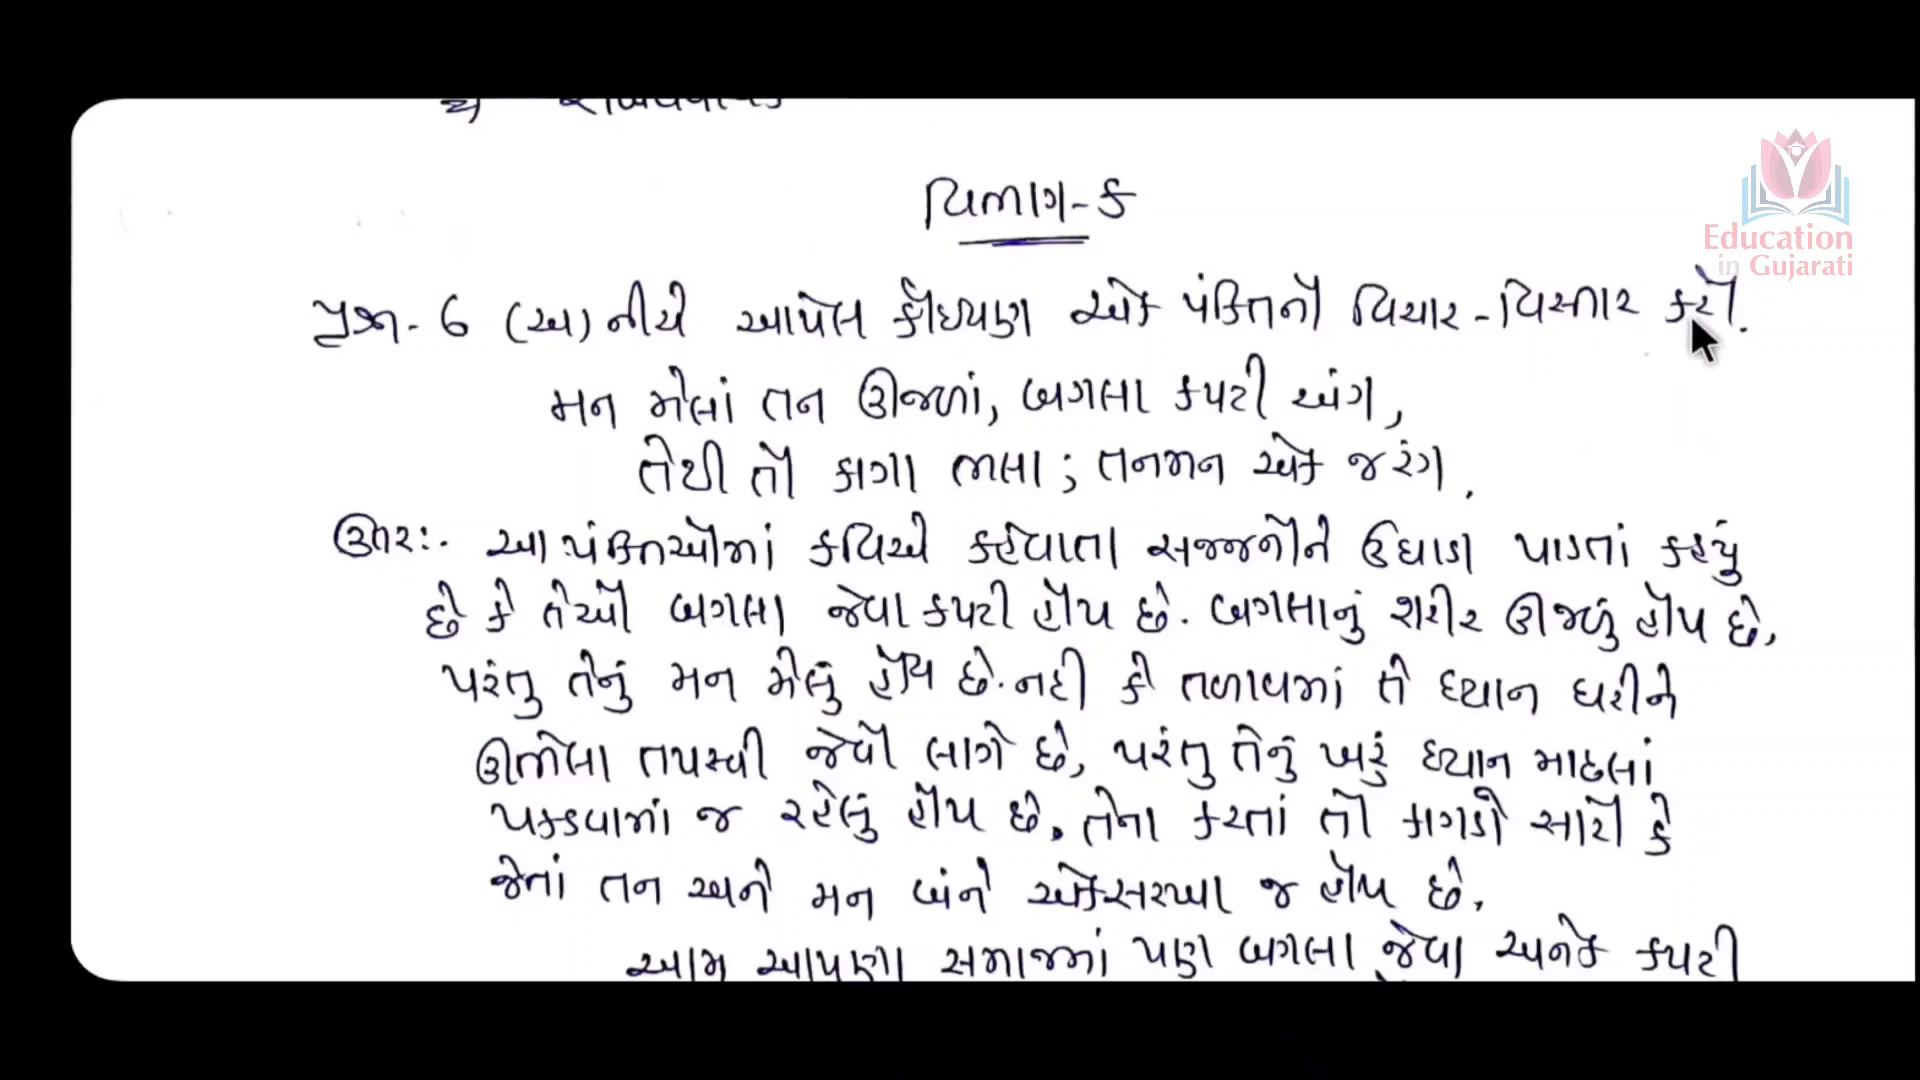 વિભાગ-ક
Education
in Gujarati
પ્રશ્ન-6 (અ) નીચે આપેલ કોઇપણ એક પંક્તિનો વિચાર-વિસ્તાર કરો.
મન મેલાં તન ઊજળાં, બગલા કપટી અંગ,
તેથી તો કાગા ભલા; તનમન એક જ રંગ.
ઉત્તર:- આ પંક્તિઓમાં કવિએ કહેવાતા સજ્જનોને ઉઘાડા પાડતાં કહ્યું
છે કે તેઓ બગલા જેવા કપટી હોય છે. બગલાનું શરીર ઊજળું હોય છે,
પરંતુ તેનું મન મેલું હોય છે. નદી કે તળાવમાં તે ધ્યાન ધરીને
ઊભેલા તપસ્વી જેવો લાગે છે, પરંતુ તેનું ખરું ધ્યાન માછલાં
પકડવામાં જ રહેલું હોય છે. તેના કરતાં તો કાગડો સારો કે
જેનાં તન અને મન બંને એકસરખા જ હોય છે.
આમ આપણા સમાજમાં પણ બગલા જેવા અનેક કપટી